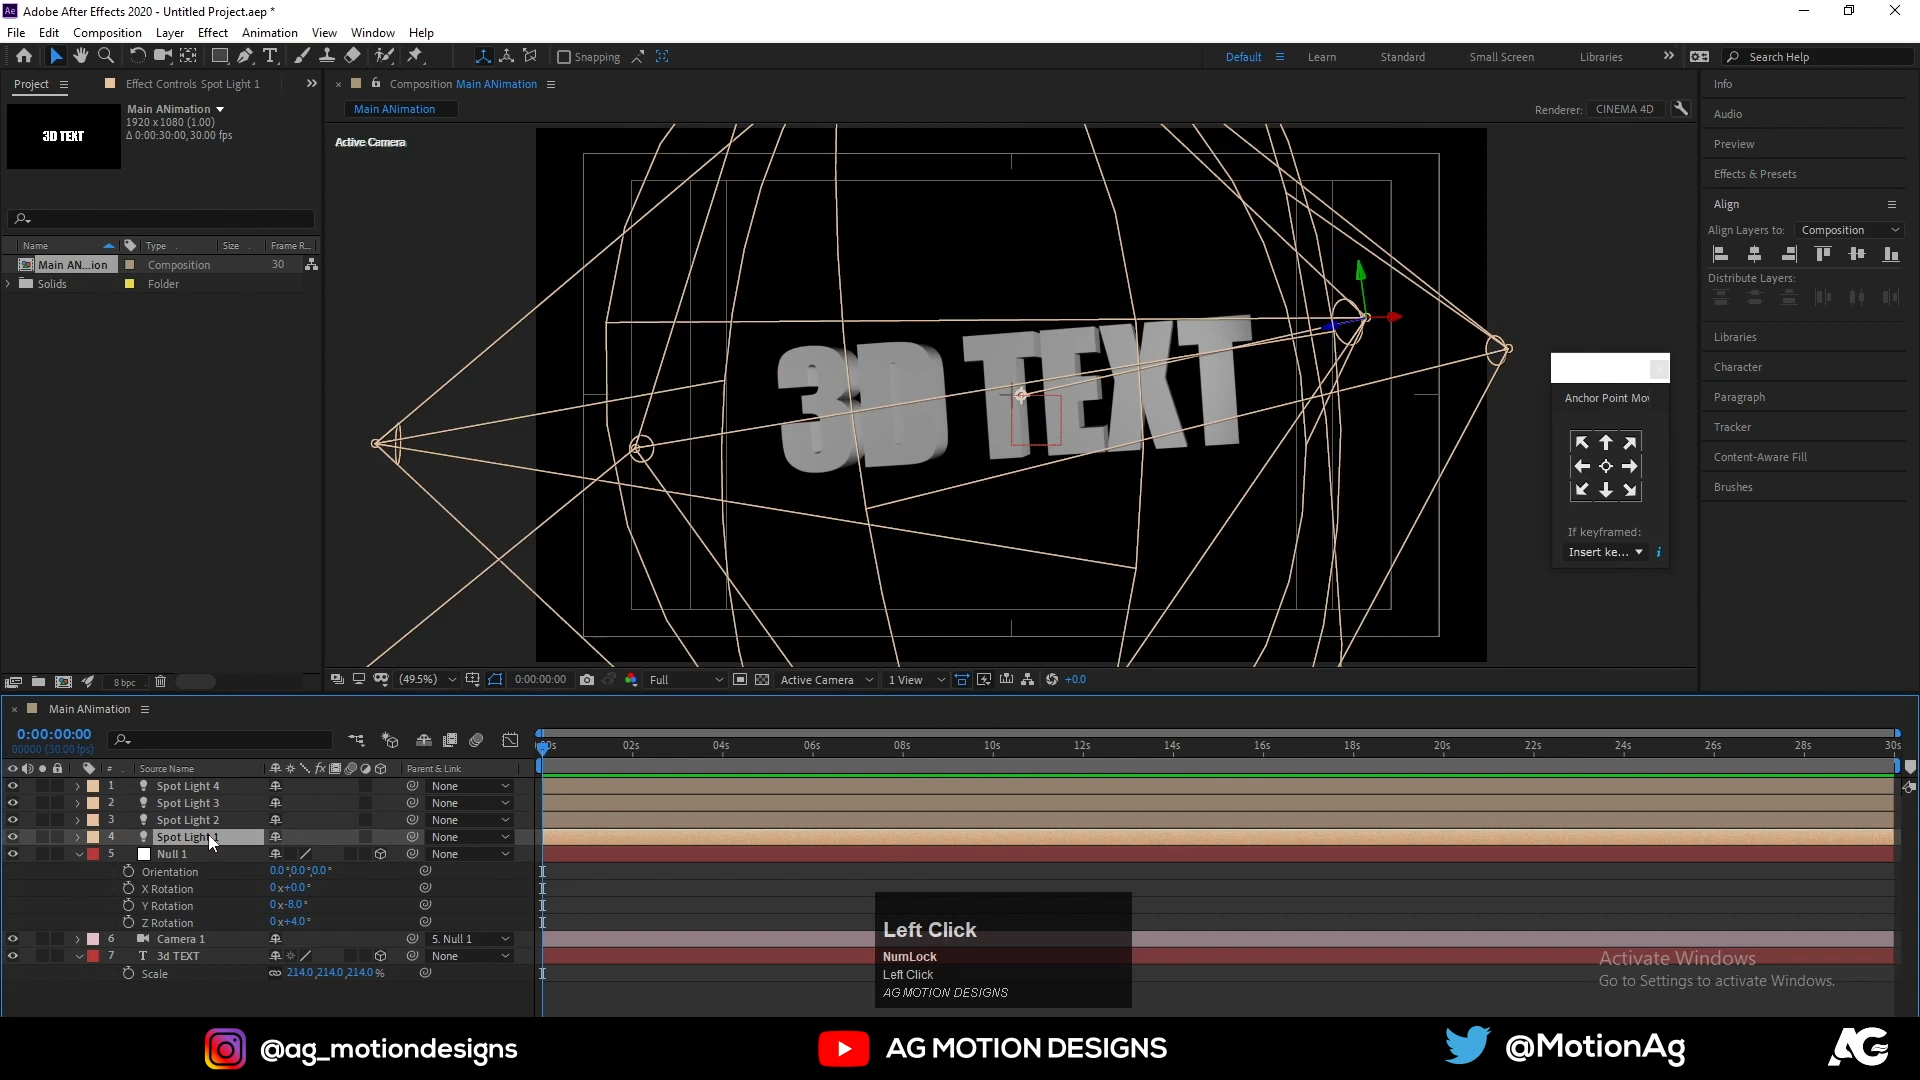 Ae Adobe After Effects 2020 - Untitled Project.aep *
File Edit Composition Layer Effect Animation View Window Help
Snapping Default Learn Standard Small Screen Libraries Search Help
Project Effect Controls Spot Light 1 Composition Main ANimation Info
Main ANimation
1920 x 1080 (1.00)
Δ 0:00:30:00, 30.00 fps
3D TEXT
Main ANimation Renderer: CINEMA 4D
Active Camera
Audio
Preview
Effects & Presets
Align
Align Layers to: Composition
Distribute Layers:
Libraries
Character
Paragraph
Tracker
Content-Aware Fill
Brushes
Name Type Size Frame R...
Main AN...ion Composition 30
Solids Folder
3D TEXT
Anchor Point Mov
If keyframed:
Insert ke... i
8 bpc
(49.5%) 0:00:00:00 Full Active Camera 1 View +0.0
Main ANimation
0:00:00:00
00000 (30.00 fps)
02s 04s 06s 08s 10s 12s 14s 16s 18s 20s 22s 24s 26s 28s 30s
# Source Name fx Parent & Link
1 Spot Light 4 None
2 Spot Light 3 None
3 Spot Light 2 None
4 Spot Light 1 None
5 Null 1 None
Orientation 0.0°,0.0°,0.0°
X Rotation 0x+0.0°
Y Rotation 0x-8.0°
Z Rotation 0x+4.0°
6 Camera 1 5. Null 1
7 T 3d TEXT None
Scale 214.0,214.0,214.0%
Left Click
NumLock
Left Click
AG MOTION DESIGNS
Activate Windows
Go to Settings to activate Windows.
@ag_motiondesigns AG MOTION DESIGNS @MotionAg AG